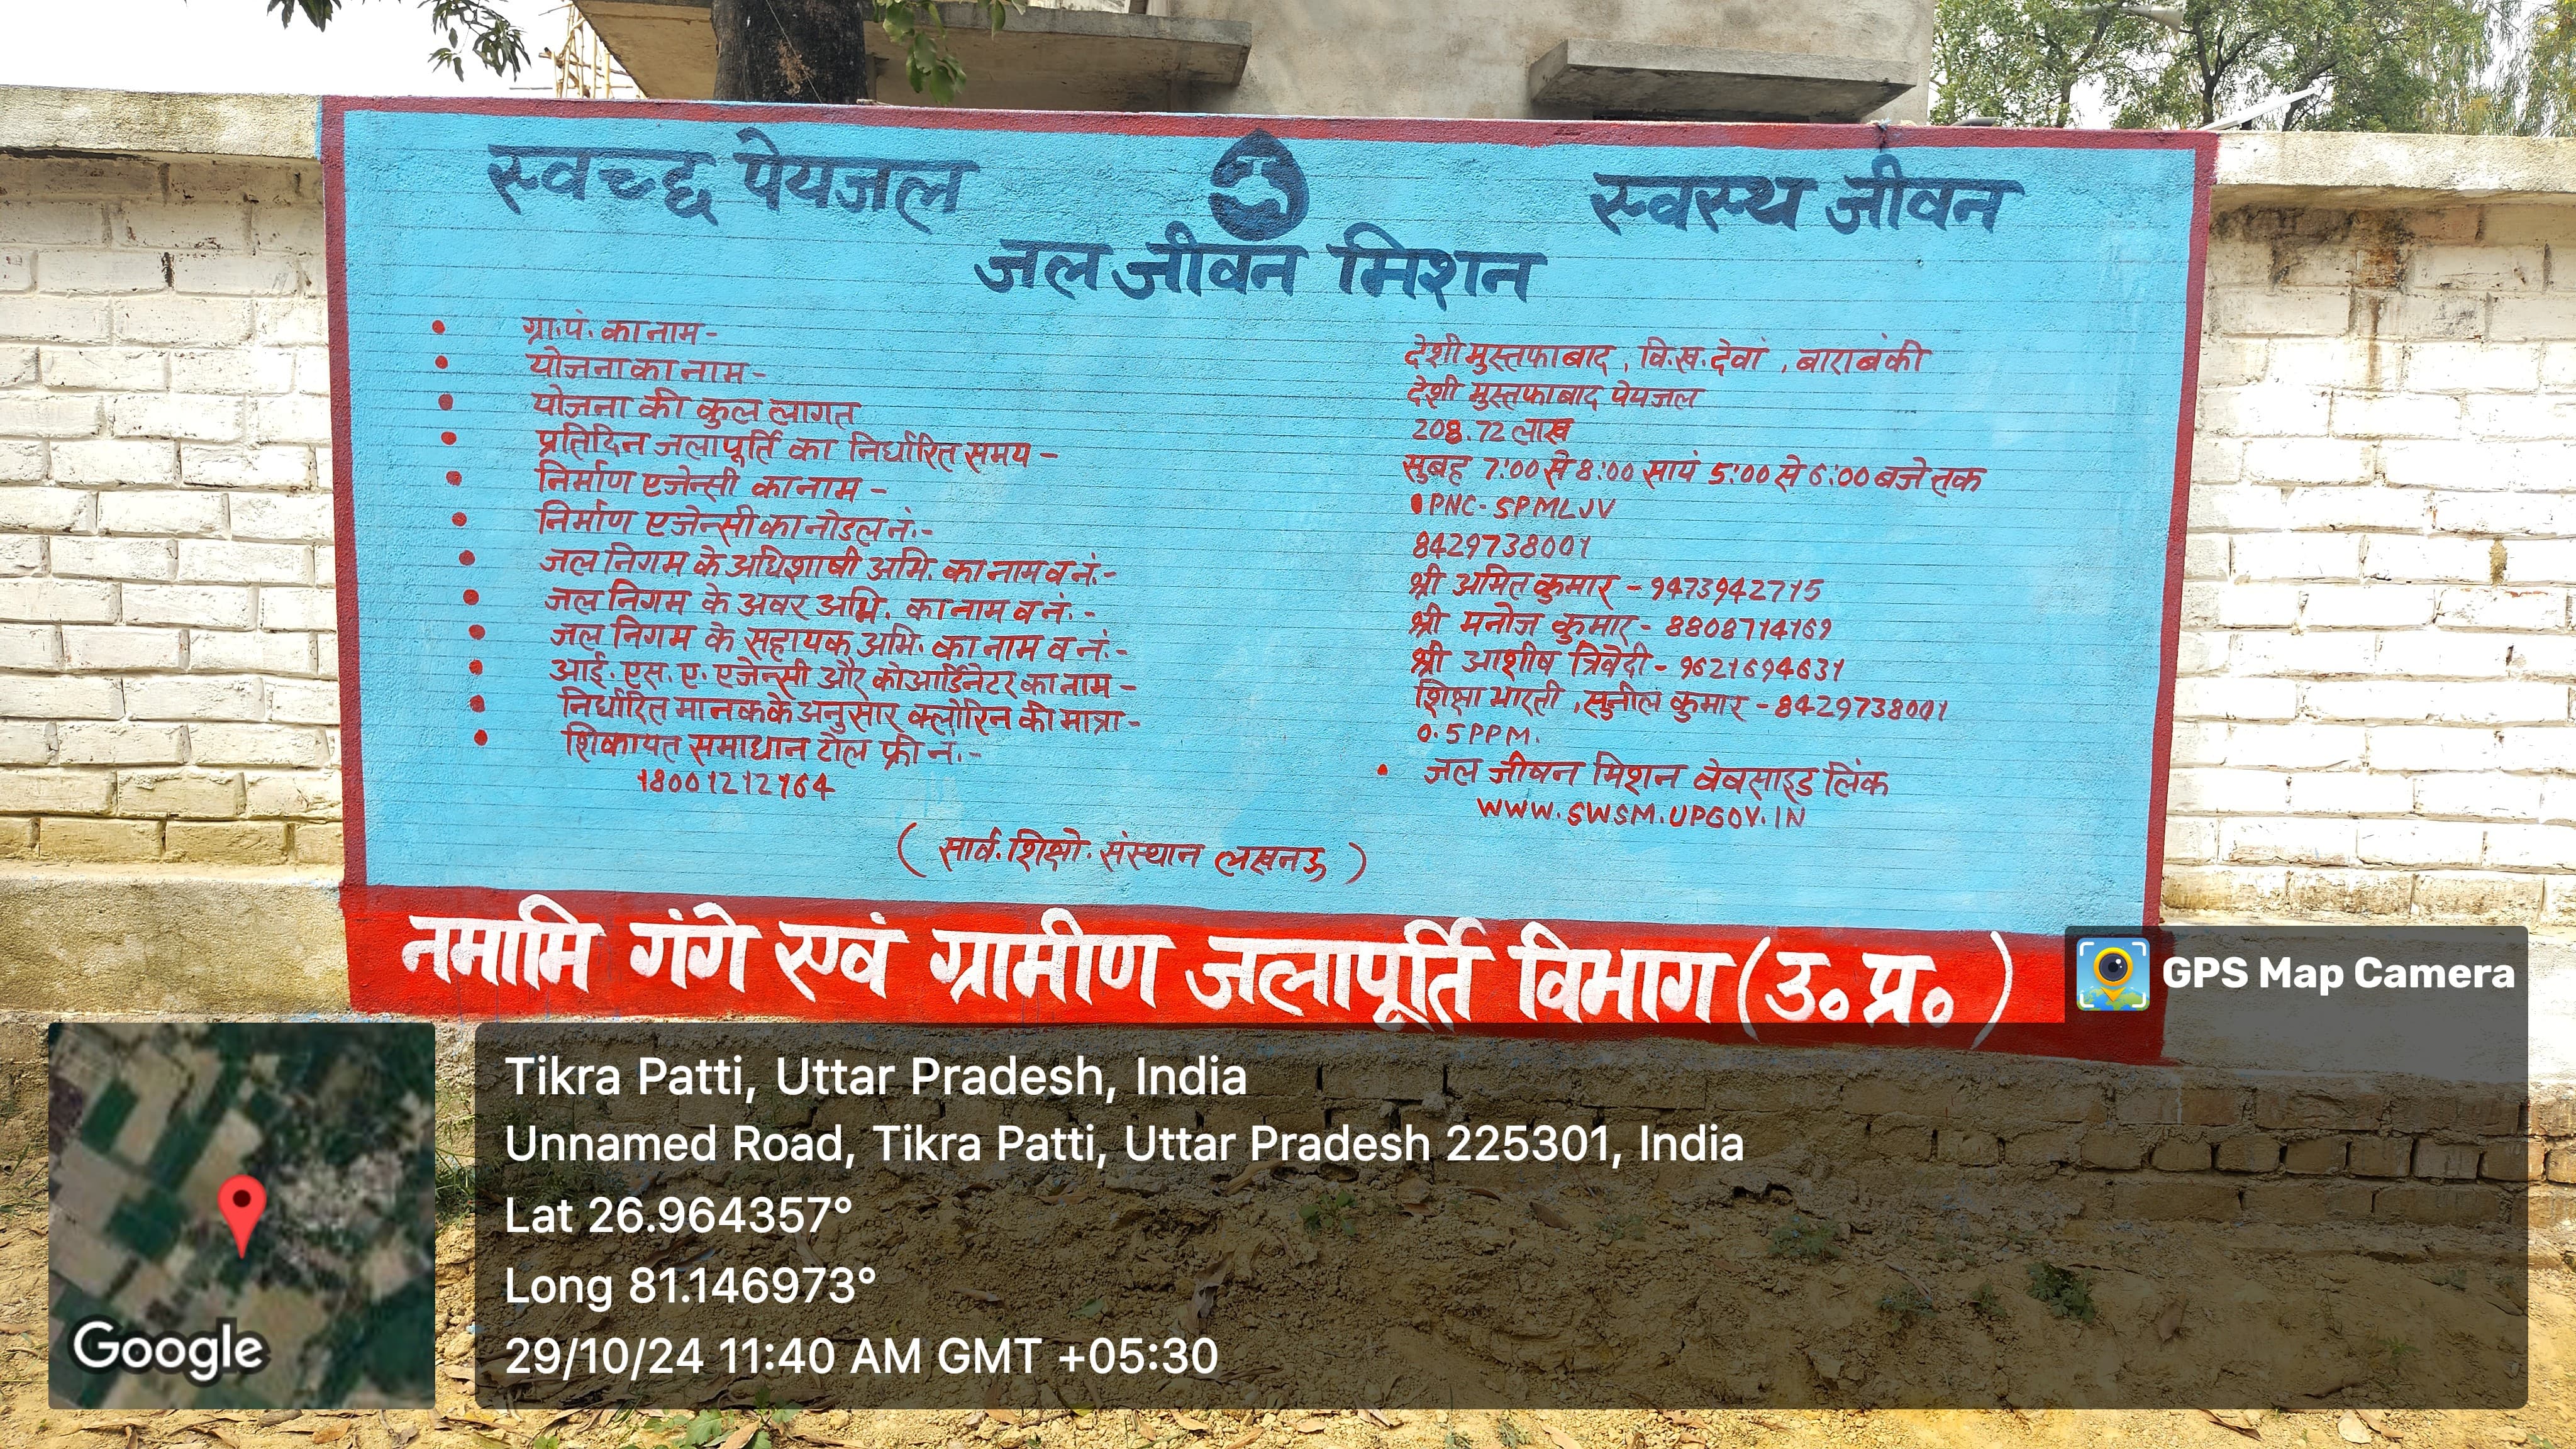 स्वच्छ पेयजल
स्वस्थ जीवन
जल जीवन मिशन
• ग्रा.पं. का नाम -
देशी मुस्तफाबाद, वि.ख. देवां, बाराबंकी
• योजना का नाम -
देशी मुस्तफाबाद पेयजल
• योजना की कुल लागत
208.72 लाख
• प्रतिदिन जलापूर्ति का निर्धारित समय -
सुबह 7:00 से 8:00 सायं 5:00 से 6:00 बजे तक
• निर्माण एजेन्सी का नाम -
PNC-SPMLJV
• निर्माण एजेन्सी का नोडल नं.-
8429738001
• जल निगम के अधिशाषी अभि. का नाम व नं.-
श्री अमित कुमार - 9473942715
• जल निगम के अवर अभि. का नाम व नं.-
श्री मनोज कुमार - 8808714169
• जल निगम के सहायक अभि. का नाम व नं.-
श्री आशीष त्रिवेदी - 9621694631
• आई.एस.ए. एजेन्सी और कोआर्डिनेटर का नाम -
शिक्षा भारती, सुनील कुमार - 8429738001
• निर्धारित मानक के अनुसार क्लोरिन की मात्रा -
0.5 PPM.
• शिकायत समाधान टोल फ्री नं.-
18001212164
• जल जीवन मिशन वेबसाइड लिंक
WWW.SWSM.UPGOV.IN
( सार्व. शिक्षो. संस्थान लखनऊ )
नमामि गंगे एवं ग्रामीण जलापूर्ति विभाग (उ० प्र०)
GPS Map Camera
Tikra Patti, Uttar Pradesh, India
Unnamed Road, Tikra Patti, Uttar Pradesh 225301, India
Lat 26.964357°
Long 81.146973°
29/10/24 11:40 AM GMT +05:30
Google